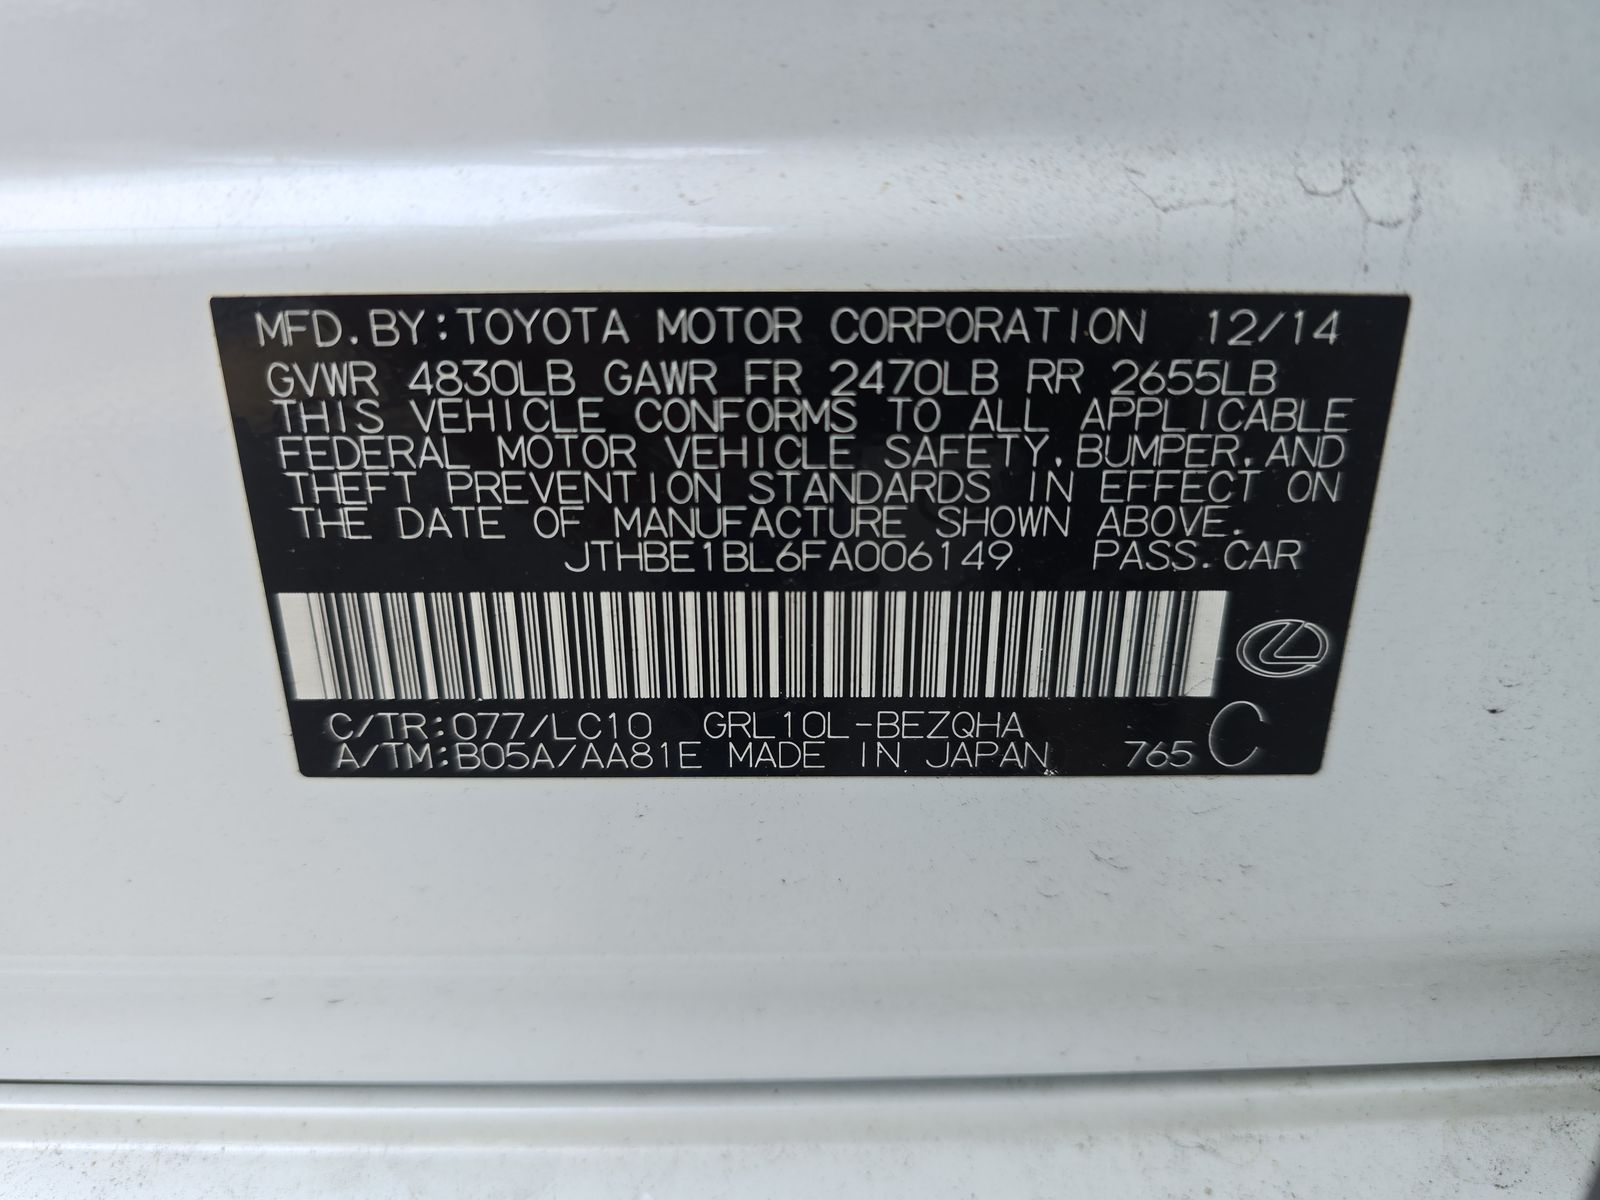 MFD. BY: TOYOTA MOTOR CORPORATION 12/14
GVWR 4830LB GAWR FR 2470LB RR 2655LB
THIS VEHICLE CONFORMS TO ALL APPLICABLE
FEDERAL MOTOR VEHICLE SAFETY, BUMPER, AND
THEFT PREVENTION STANDARDS IN EFFECT ON
THE DATE OF MANUFACTURE SHOWN ABOVE.
JTHBE1BL6FA006149 PASS. CAR
C/TR: 077/LC10 GRL10L-BEZQHA
A/TM: B05A/AA81E MADE IN JAPAN 765 C